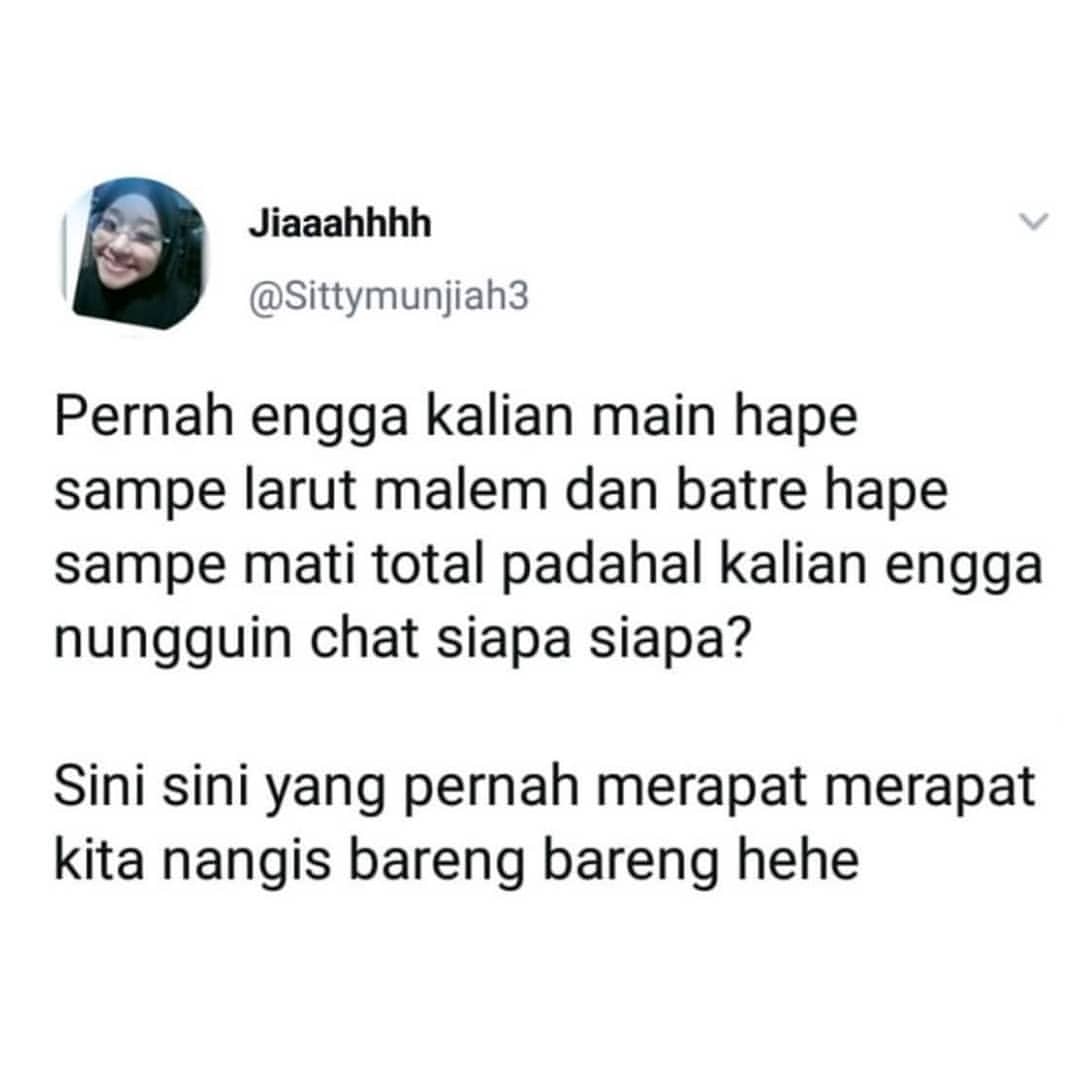 Jiaaahhhh
@Sittymunjiah3
Pernah engga kalian main hape
sampe larut malem dan batre hape
sampe mati total padahal kalian engga
nungguin chat siapa siapa?
Sini sini yang pernah merapat merapat
kita nangis bareng bareng hehe